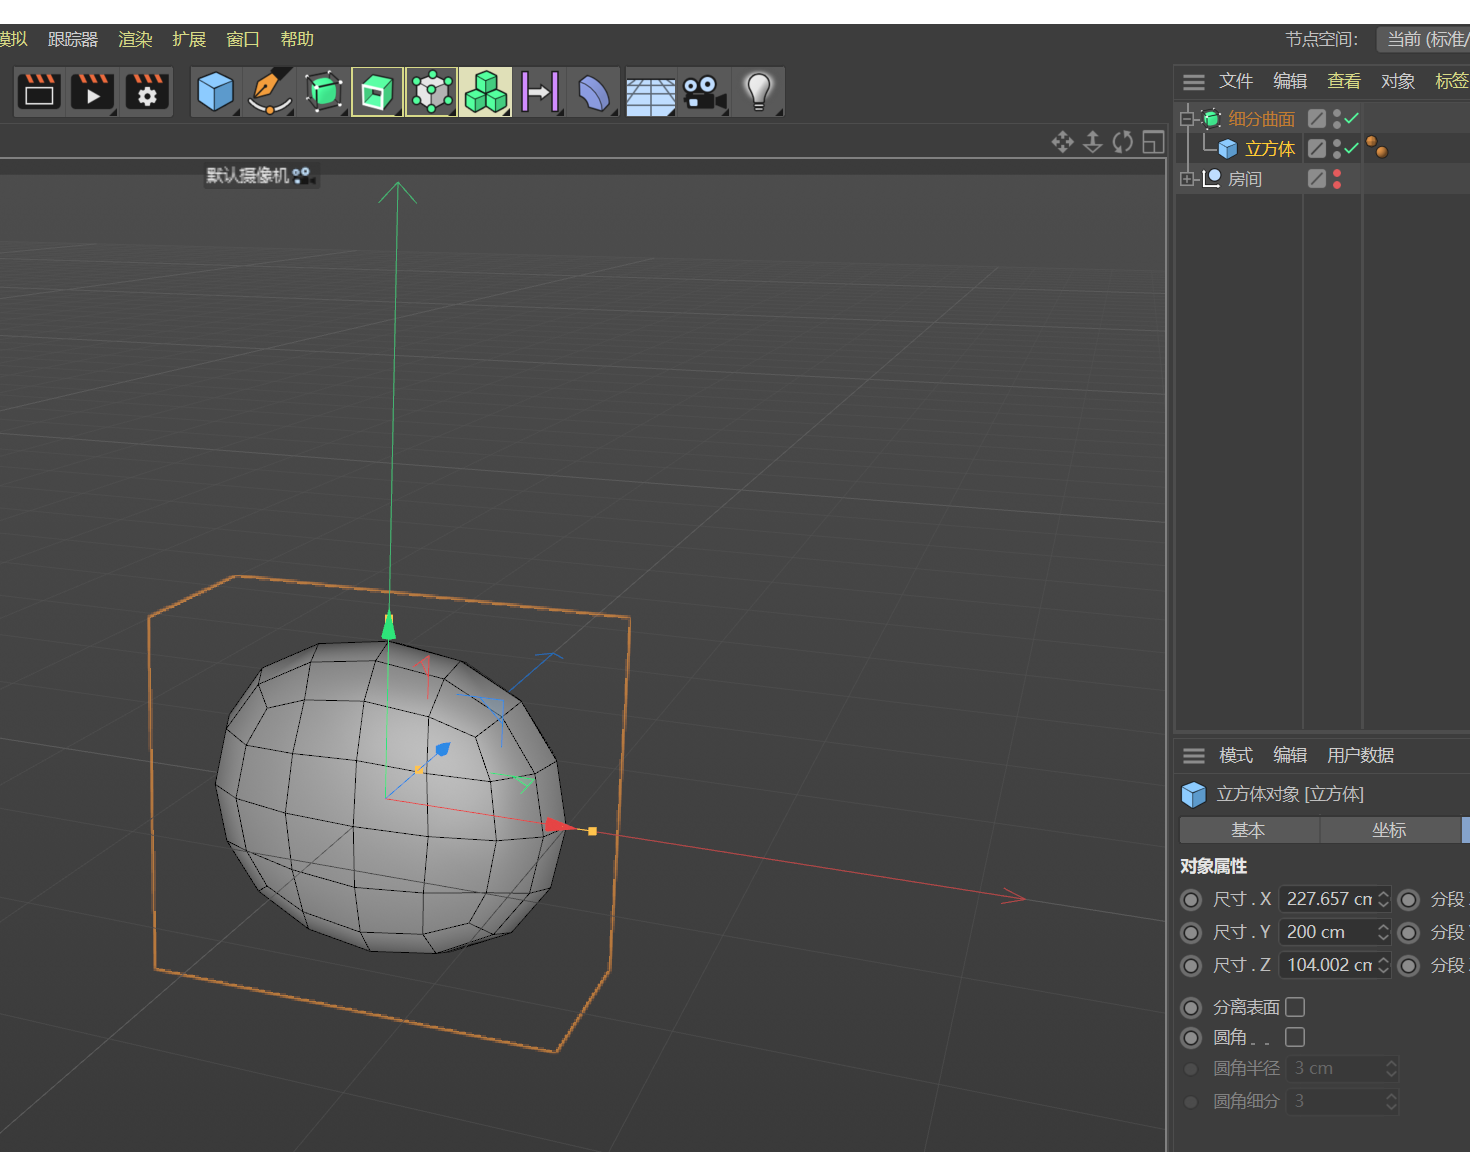 模拟 跟踪器 渲染 扩展 窗口 帮助
节点空间： 当前 (标准/
文件 编辑 查看 对象 标签
默认摄像机
细分曲面
立方体
房间
模式 编辑 用户数据
立方体对象 [立方体]
基本 坐标
对象属性
尺寸 . X 227.657 cm 分段
尺寸 . Y 200 cm 分段
尺寸 . Z 104.002 cm 分段
分离表面
圆角 . .
圆角半径 3 cm
圆角细分 3